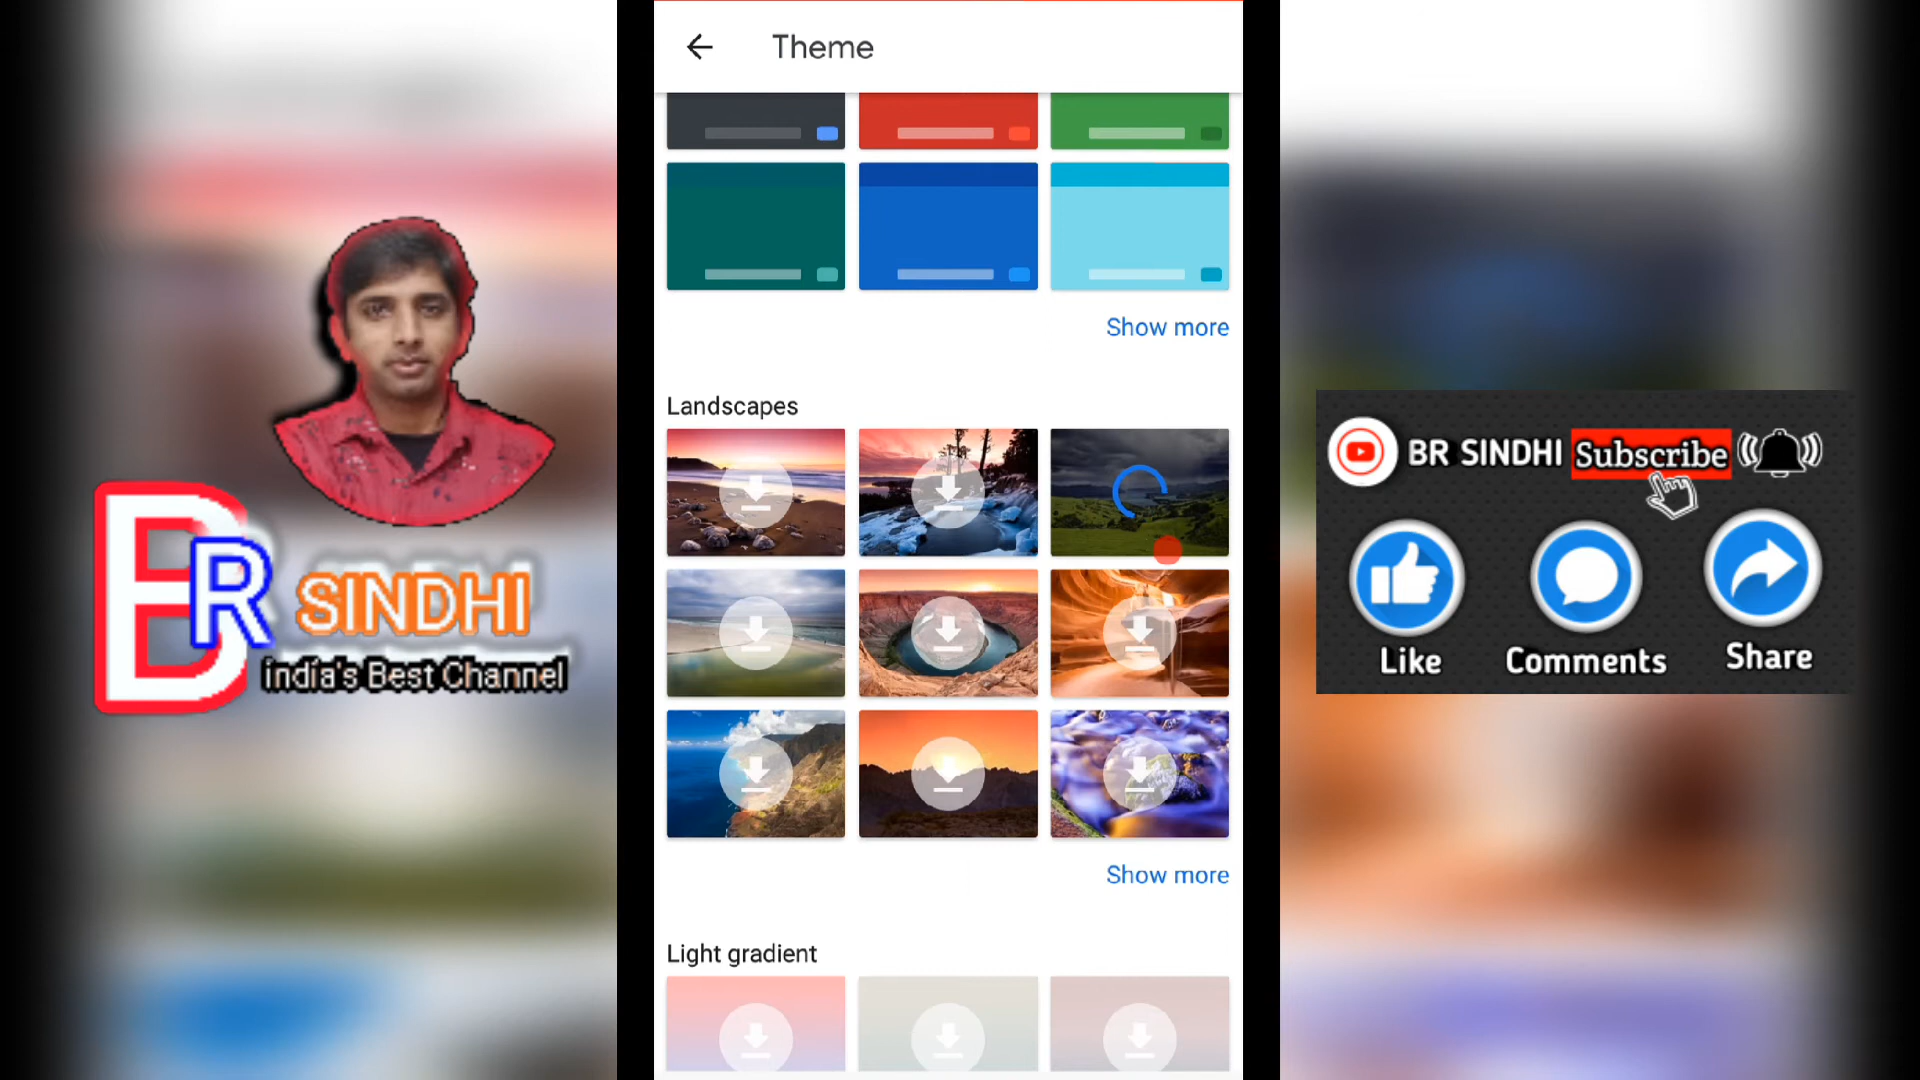 Theme
Show more
Landscapes
Show more
Light gradient
BR
SINDHI
india's Best Channel
BR SINDHI Subscribe
Like Comments Share